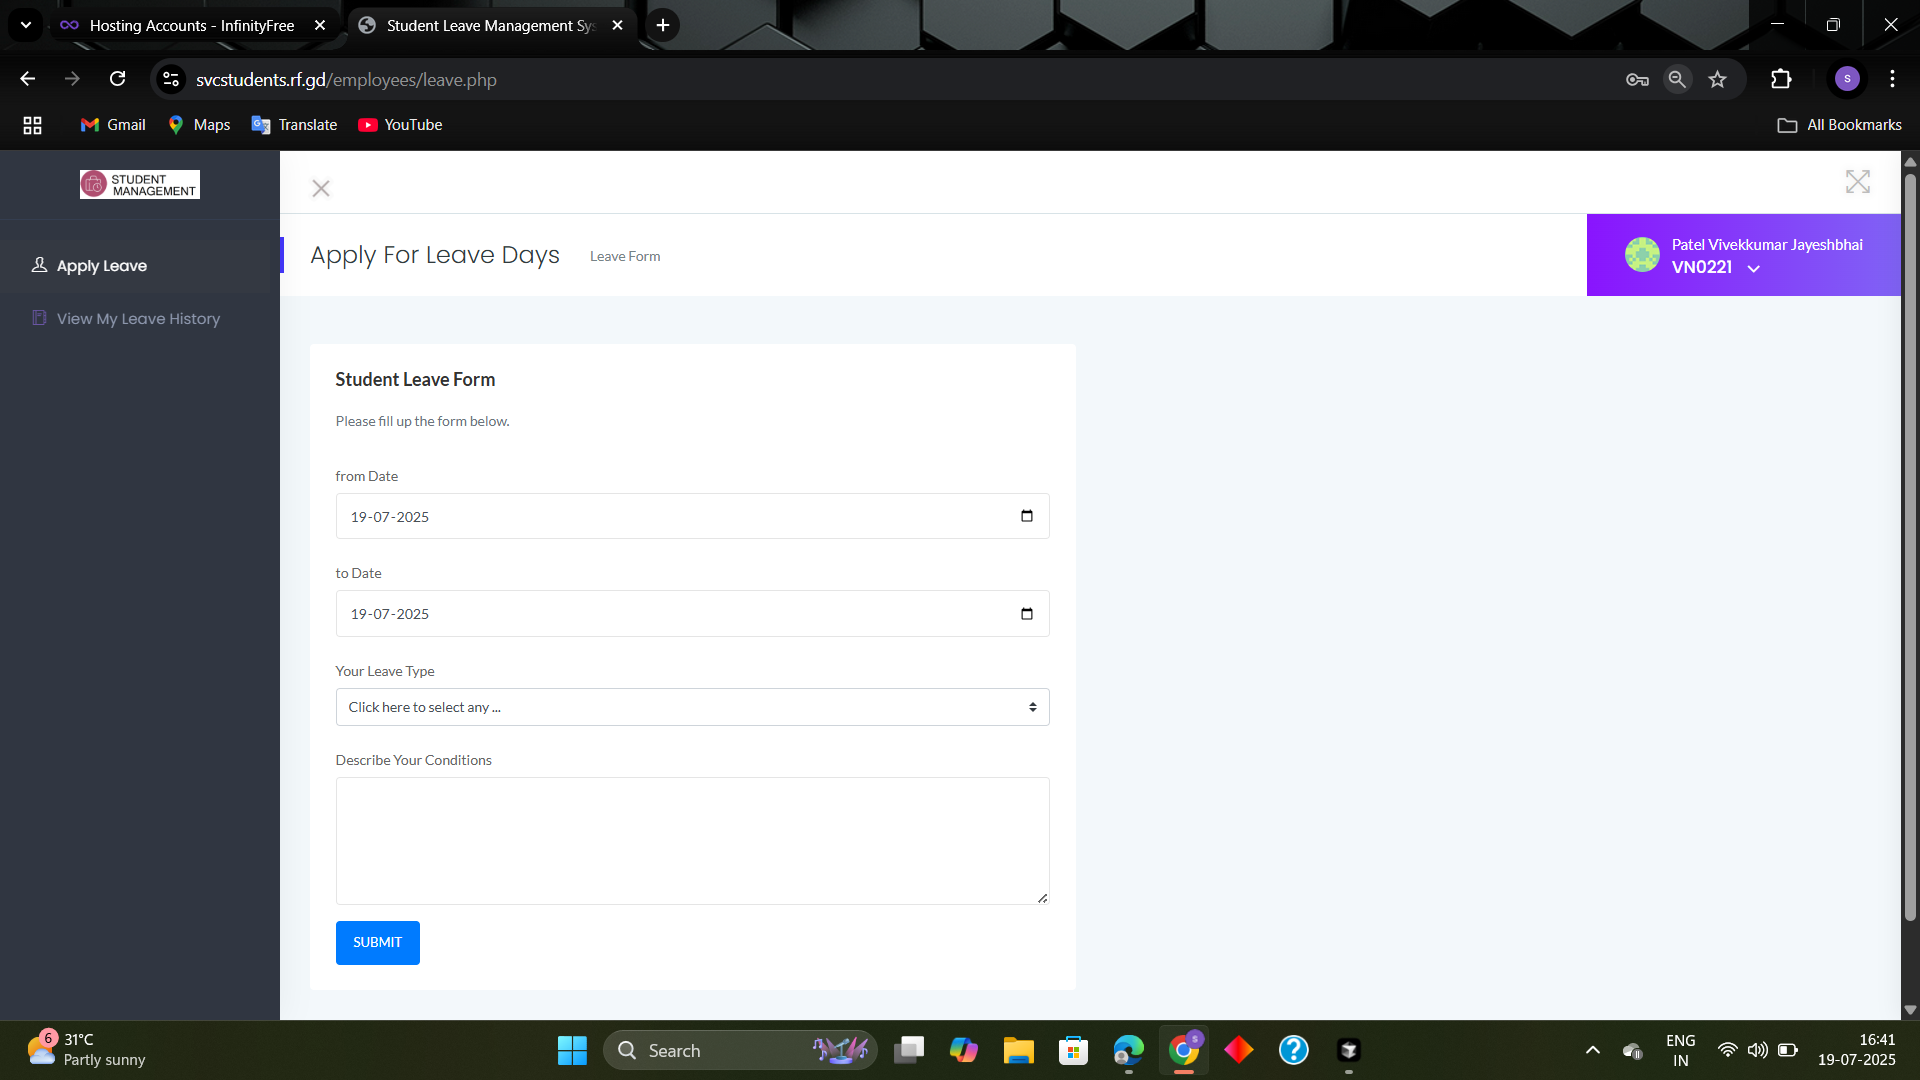 Hosting Accounts - InfinityFree
Student Leave Management Sys
svcstudents.rf.gd/employees/leave.php
S
Gmail
Maps
Translate
YouTube
All Bookmarks
STUDENT
MANAGEMENT
Apply Leave
View My Leave History
Apply For Leave Days
Leave Form
Patel Vivekkumar Jayeshbhai
VN0221
Student Leave Form
Please fill up the form below.
from Date
19-07-2025
to Date
19-07-2025
Your Leave Type
Click here to select any ...
Describe Your Conditions
SUBMIT
6
31°C
Partly sunny
Search
S
ENG
IN
16:41
19-07-2025